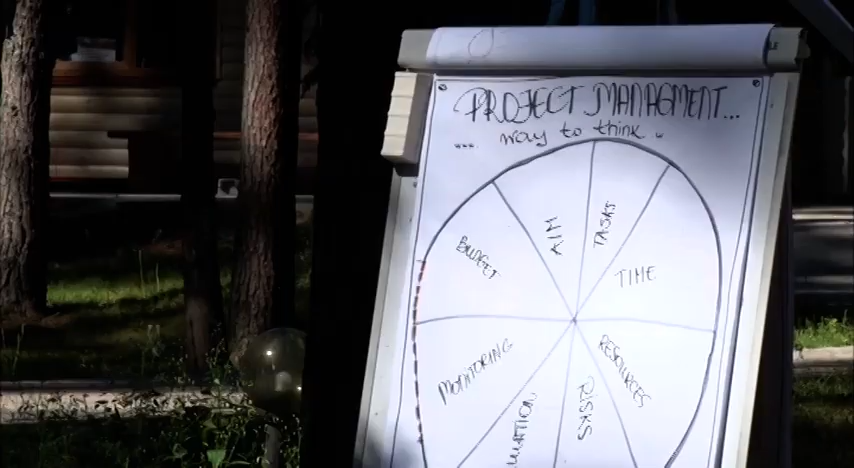 PROJECT MANAGEMENT...
... way to think..
AIM
TASKS
TIME
RESOURCES
RISKS
MONITORING
BUDGET